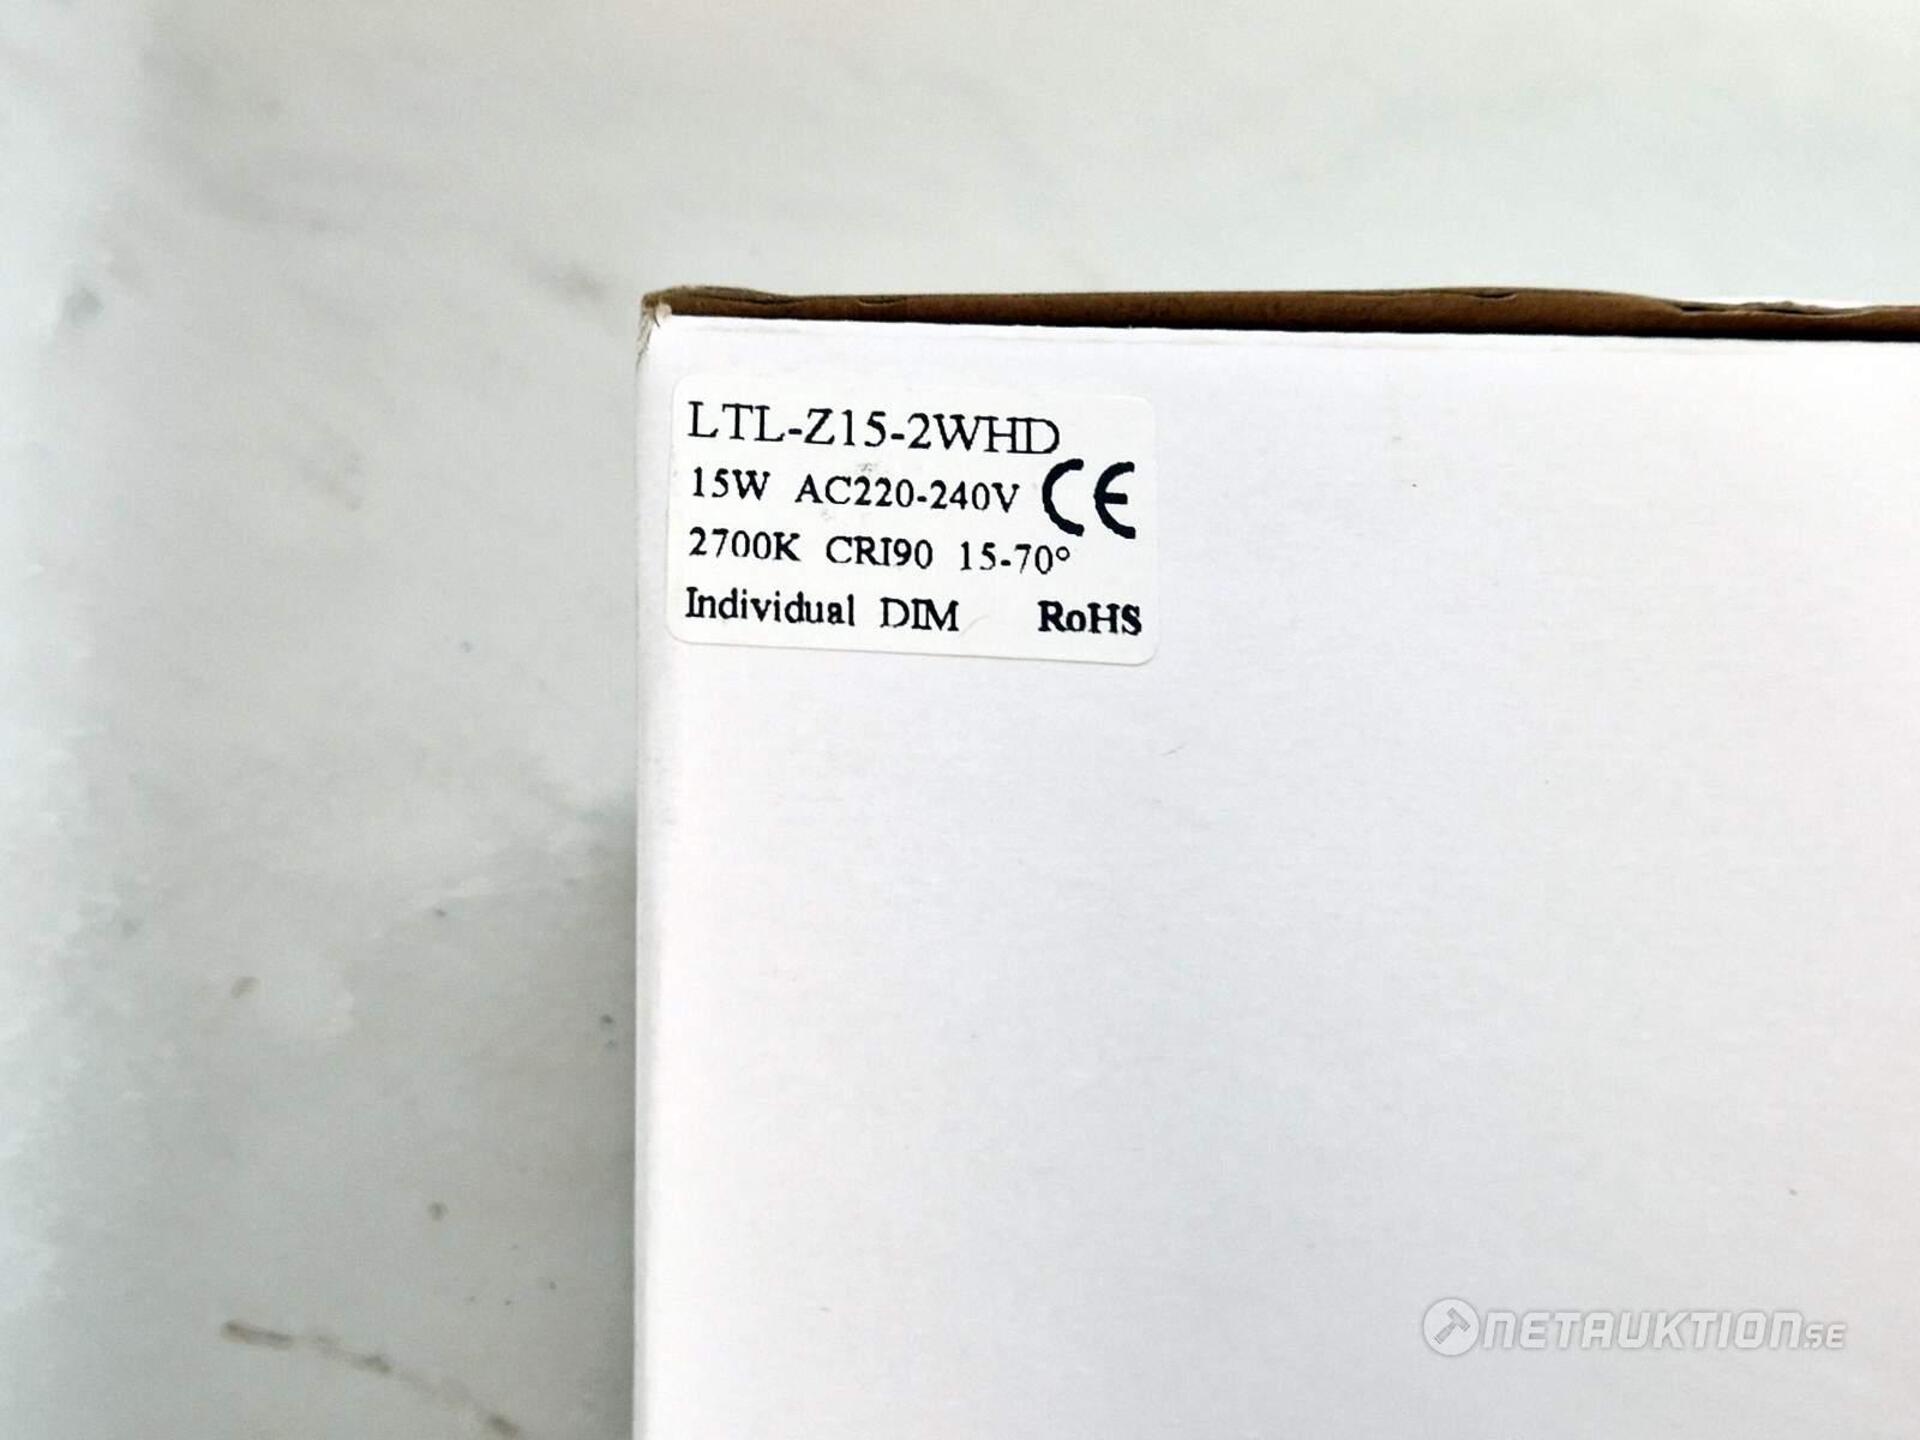 LTL-Z15-2WHD
15W AC220-240V CE
2700K CRI90 15-70°
Individual DIM RoHS
NETAUKTION.SE